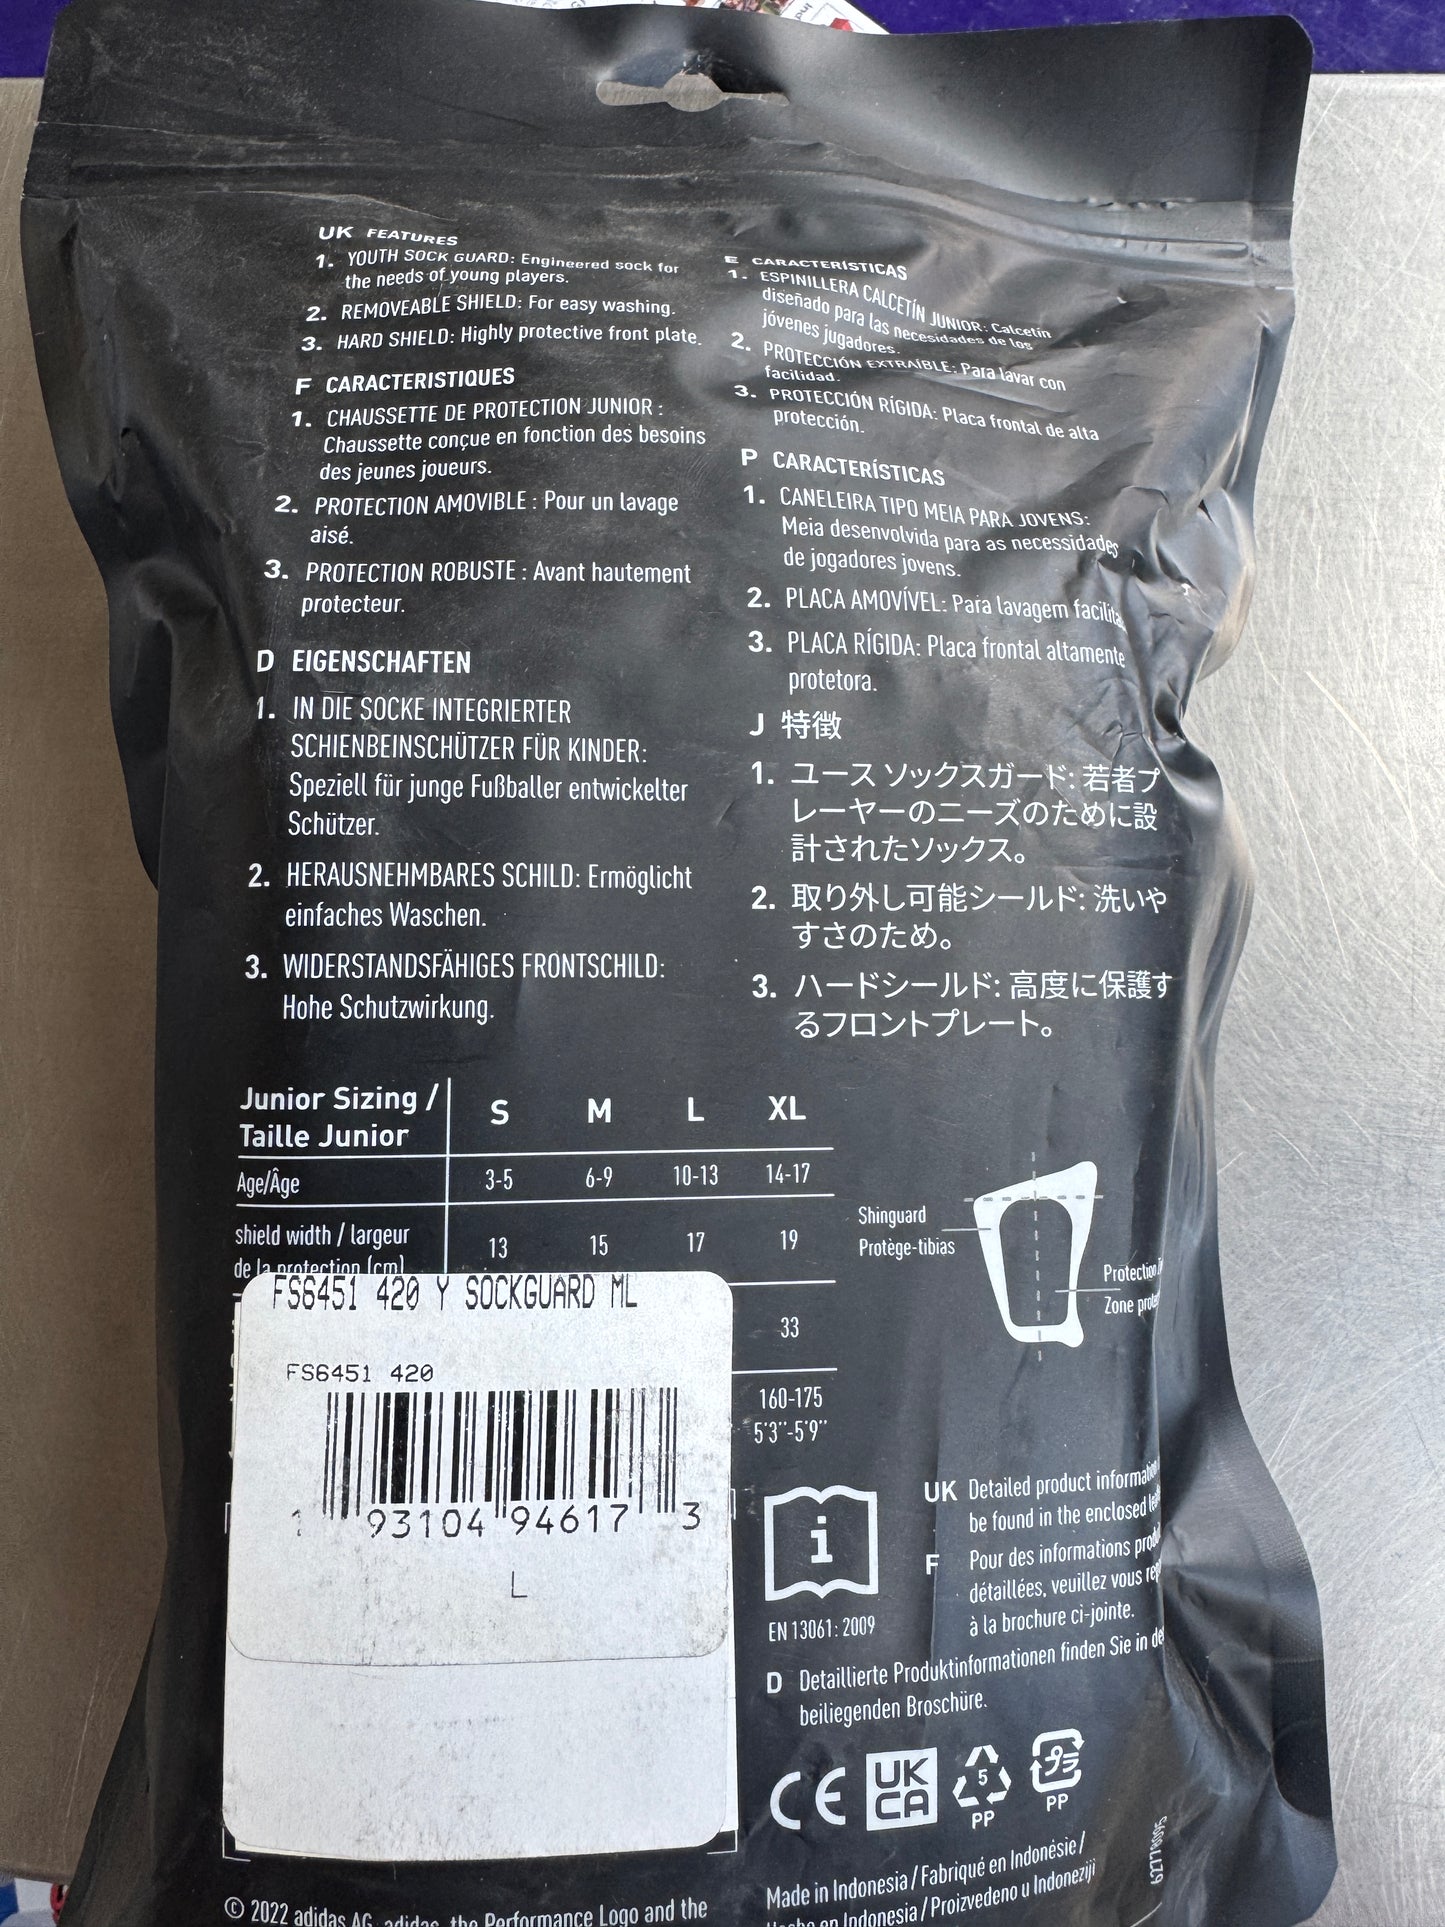 UK FEATURES
1. YOUTH SOCK GUARD: Engineered sock for
the needs of young players.
2. REMOVEABLE SHIELD: For easy washing.
3. HARD SHIELD: Highly protective front plate.
F CARACTERISTIQUES
1. CHAUSSETTE DE PROTECTION JUNIOR :
Chaussette conçue en fonction des besoins
des jeunes joueurs.
2. PROTECTION AMOVIBLE : Pour un lavage
aisé.
3. PROTECTION ROBUSTE : Avant hautement
protecteur.
D EIGENSCHAFTEN
1. IN DIE SOCKE INTEGRIERTER
SCHIENBEINSCHÜTZER FÜR KINDER:
Speziell für junge Fußballer entwickelter
Schützer.
2. HERAUSNEHMBARES SCHILD: Ermöglicht
einfaches Waschen.
3. WIDERSTANDSFÄHIGES FRONTSCHILD:
Hohe Schutzwirkung.
E CARACTERÍSTICAS
1. ESPINILLERA CALCETÍN JUNIOR: Calcetín
diseñado para las necesidades de los
jóvenes jugadores.
2. PROTECCIÓN EXTRAÍBLE: Para lavar con
facilidad.
3. PROTECCIÓN RÍGIDA: Placa frontal de alta
protección.
P CARACTERÍSTICAS
1. CANELEIRA TIPO MEIA PARA JOVENS:
Meia desenvolvida para as necessidades
de jogadores jovens.
2. PLACA AMOVÍVEL: Para lavagem
3. PLACA RÍGIDA: Placa frontal altamente
protetora.
J 特徴
1. ユース ソックスガード: 若者プ
レーヤーのニーズのために設
計されたソックス。
2. 取り外し可能シールド: 洗いや
すさのため。
3. ハードシールド: 高度に保護す
るフロントプレート。
Junior Sizing / S M L XL
Taille Junior
Age/Âge 3-5 6-9 10-13 14-17
shield width / largeur
de la protection (cm) 13 15 17 19
33
160-175
5'3''-5'9''
Shinguard
Protège-tibias
Protection
Zone
FS6451 420 Y SOCKGUARD ML
FS6451 420
1 93104 94617 3
L
i
EN 13061: 2009
UK Detailed product information
be found in the enclosed
F Pour des informations
détaillées, veuillez vous
à la brochure ci-jointe.
D Detaillierte Produktinformationen finden Sie in
beiliegenden Broschüre.
CE UK CA 5 PP プラ PP
62778095
Made in Indonesia / Fabriqué en Indonésie /
Hecho en Indonesia / Proizvedeno u Indoneziji
© 2022 adidas AG. adidas, the Performance Logo and the